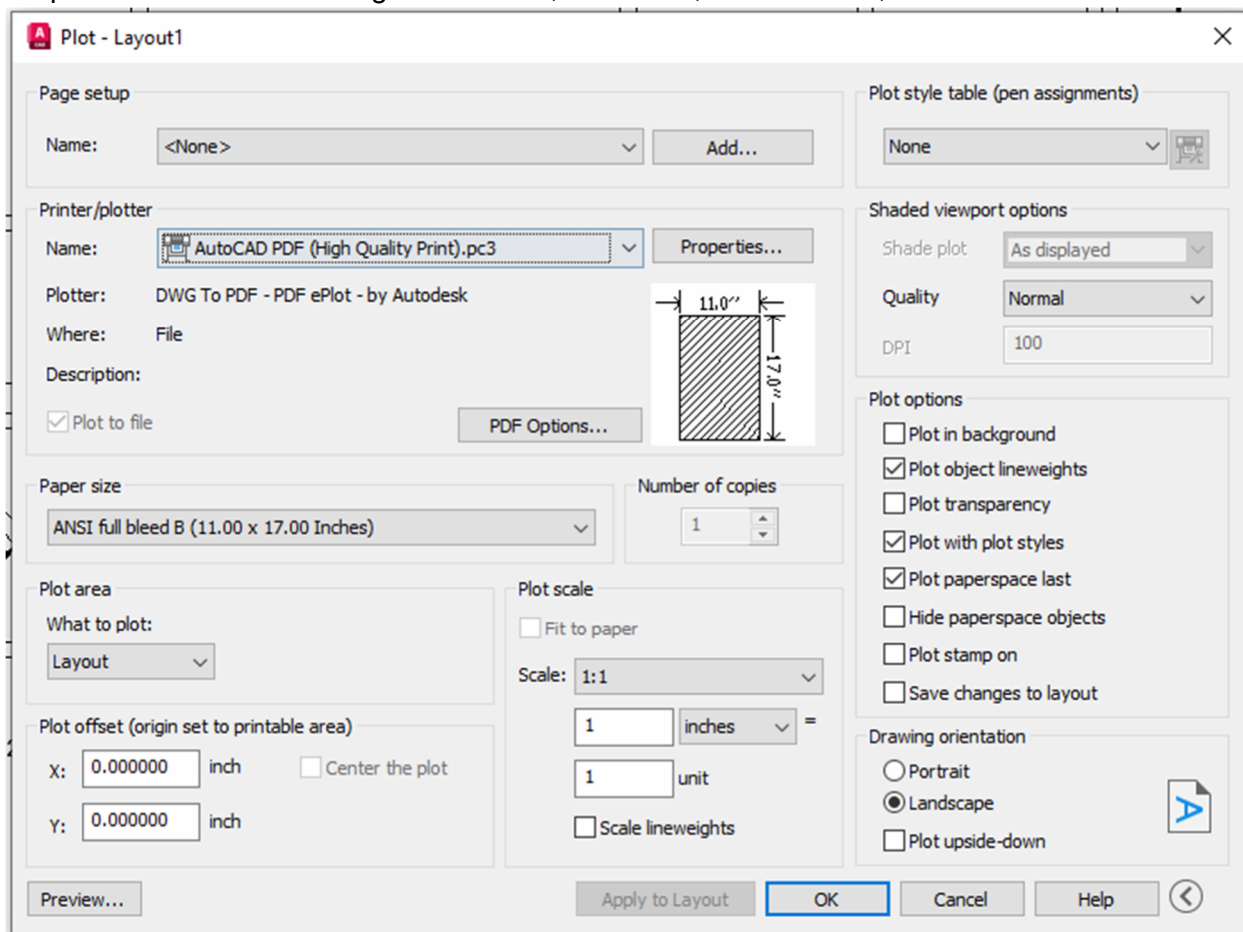 Plot - Layout1
Page setup
Name: <None> Add...
Plot style table (pen assignments)
None
Printer/plotter
Name: AutoCAD PDF (High Quality Print).pc3 Properties...
Plotter: DWG To PDF - PDF ePlot - by Autodesk
Where: File
Description:
Plot to file
PDF Options...
11.0''
17.0''
Shaded viewport options
Shade plot As displayed
Quality Normal
DPI 100
Paper size
ANSI full bleed B (11.00 x 17.00 Inches)
Number of copies
1
Plot options
Plot in background
Plot object lineweights
Plot transparency
Plot with plot styles
Plot paperspace last
Hide paperspace objects
Plot stamp on
Save changes to layout
Plot area
What to plot:
Layout
Plot scale
Fit to paper
Scale: 1:1
1 inches =
1 unit
Scale lineweights
Plot offset (origin set to printable area)
X: 0.000000 inch Center the plot
Y: 0.000000 inch
Drawing orientation
Portrait
Landscape
Plot upside-down
A
Preview... Apply to Layout OK Cancel Help